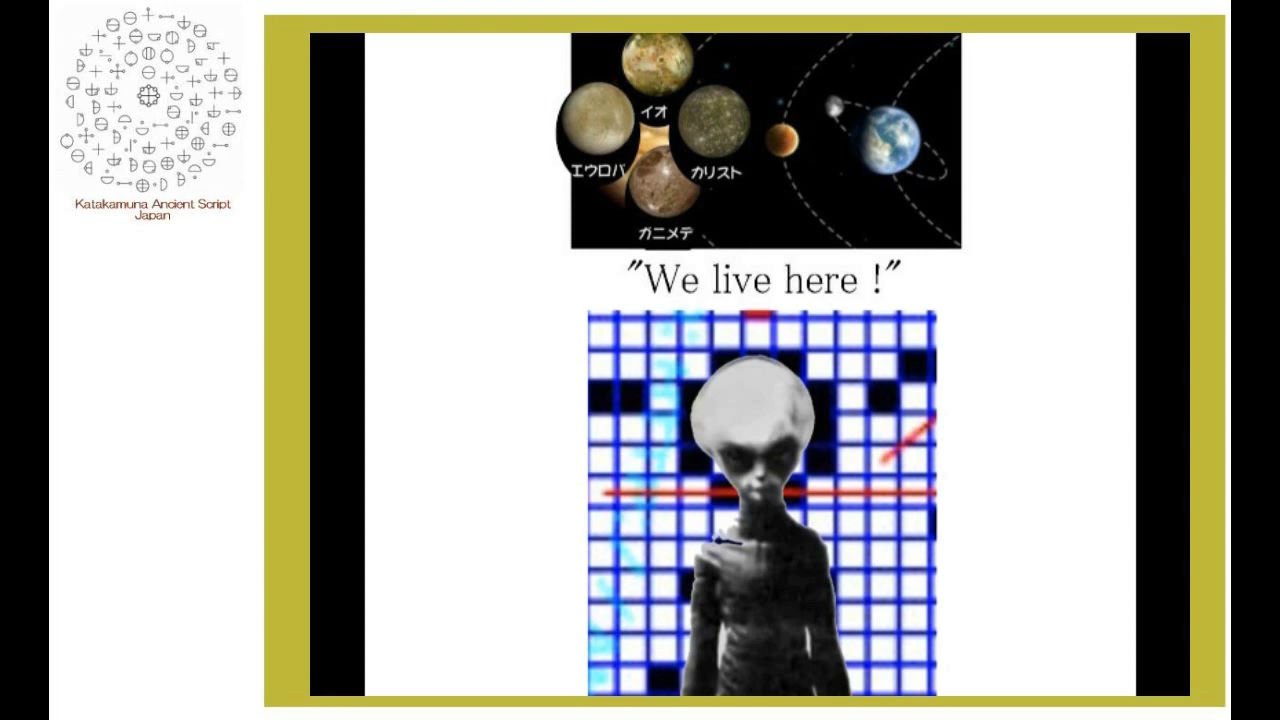 Katakamuna Ancient Script
Japan
イオ
エウロパ
カリスト
ガニメデ
"We live here !"